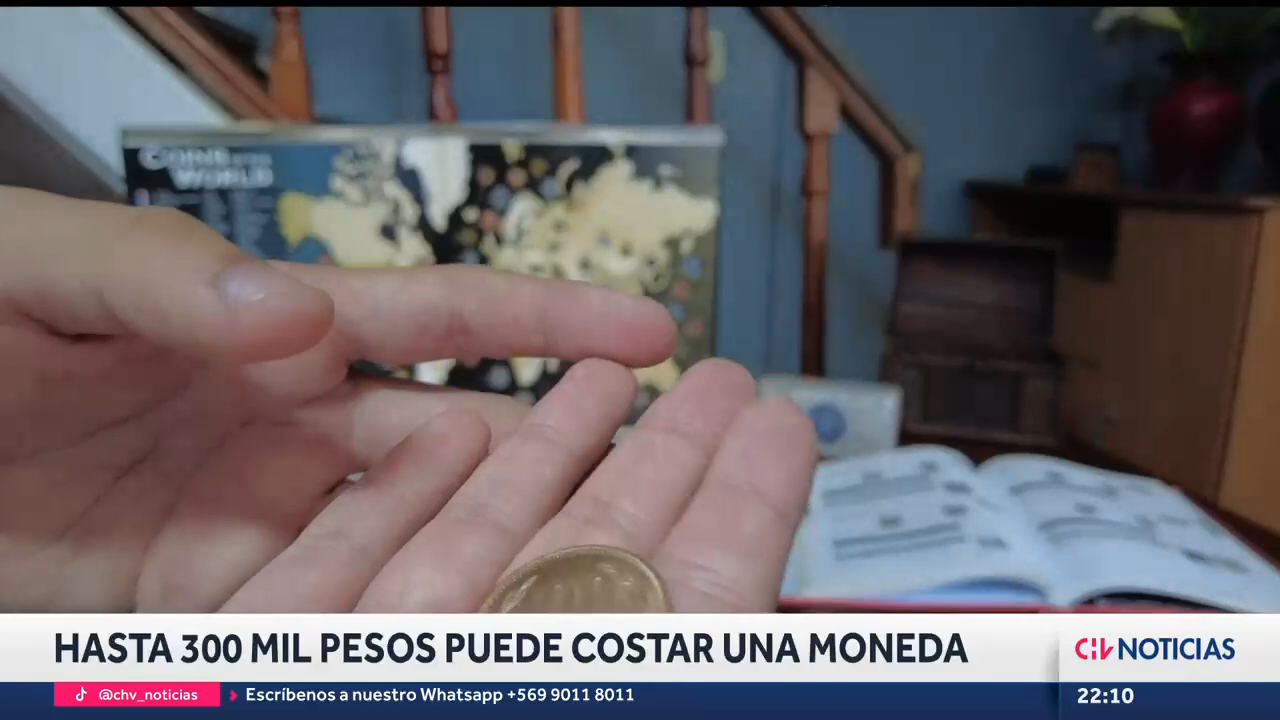 COINS
WORLD
HASTA 300 MIL PESOS PUEDE COSTAR UNA MONEDA
CHV NOTICIAS
@chv_noticias
Escríbenos a nuestro Whatsapp +569 9011 8011
22:10